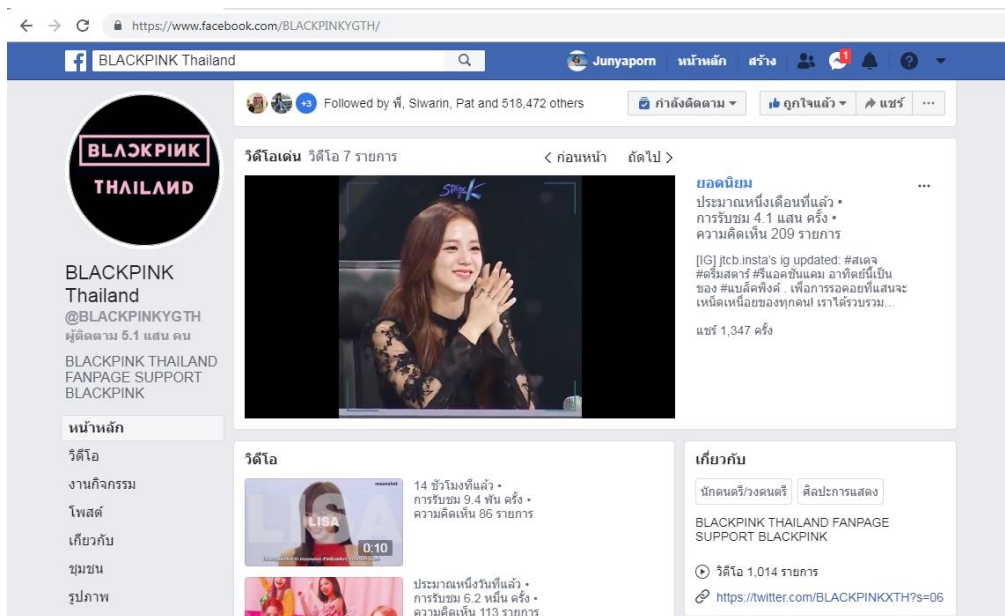 https://www.facebook.com/BLACKPINKYGTH/
BLACKPINK Thailand
Junyaporn หน้าหลัก สร้าง 1
+3 Followed by พี่, Siwarin, Pat and 518,472 others
กำลังติดตาม ถูกใจแล้ว แชร์ ...
BLACKPINK
THAILAND
BLACKPINK
Thailand
@BLACKPINKYGTH
ผู้ติดตาม 5.1 แสน คน
BLACKPINK THAILAND
FANPAGE SUPPORT
BLACKPINK
หน้าหลัก
วิดีโอ
งานกิจกรรม
โพสต์
เกี่ยวกับ
ชุมชน
รูปภาพ
วิดีโอเด่น วิดีโอ 7 รายการ
< ก่อนหน้า ถัดไป >
Stage K
ยอดนิยม ...
ประมาณหนึ่งเดือนที่แล้ว •
การรับชม 4.1 แสน ครั้ง •
ความคิดเห็น 209 รายการ
[IG] jtcb.insta's ig updated: #สเตจ
#ดรีมสตาร์ #รีแอคชันแคม อาทิตย์นี้เป็น
ของ #แบล็คพิงค์ . เพื่อการรอคอยที่แสนจะ
เหน็ดเหนื่อยของทุกคน! เราได้รวบรวม...
แชร์ 1,347 ครั้ง
วิดีโอ
moonshot
LISA
0:10
14 ชั่วโมงที่แล้ว •
การรับชม 9.4 พัน ครั้ง •
ความคิดเห็น 86 รายการ
ประมาณหนึ่งวันที่แล้ว •
การรับชม 6.2 หมื่น ครั้ง •
ความคิดเห็น 113 รายการ
เกี่ยวกับ
นักดนตรี/วงดนตรี ศิลปะการแสดง
BLACKPINK THAILAND FANPAGE
SUPPORT BLACKPINK
วิดีโอ 1,014 รายการ
https://twitter.com/BLACKPINKXTH?s=06